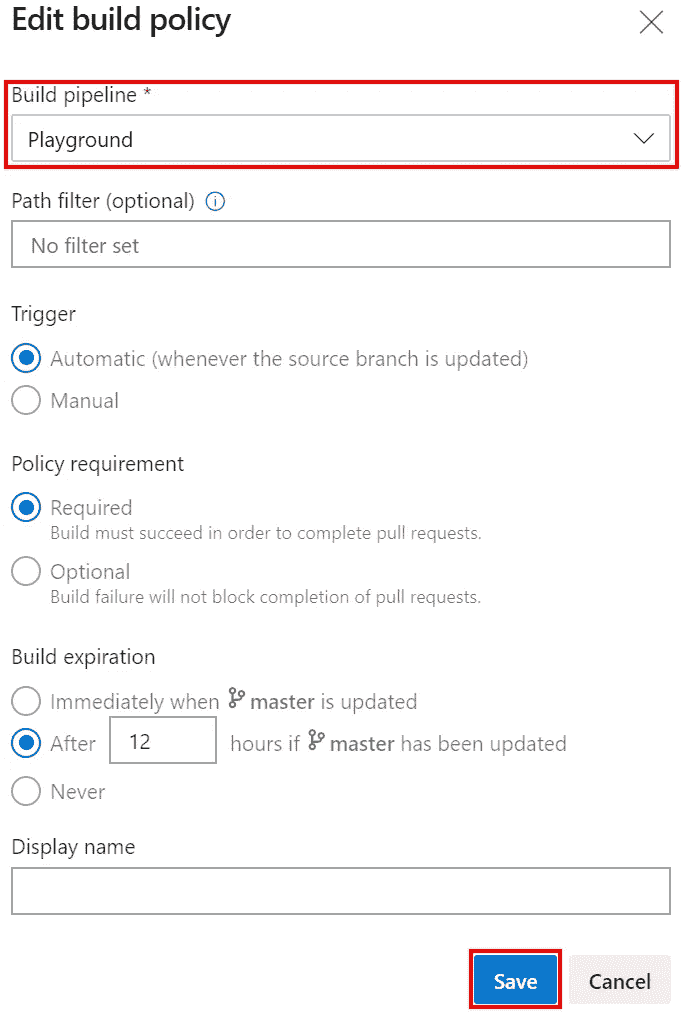 Edit build policy
Build pipeline *
Playground
Path filter (optional)
No filter set
Trigger
Automatic (whenever the source branch is updated)
Manual
Policy requirement
Required
Build must succeed in order to complete pull requests.
Optional
Build failure will not block completion of pull requests.
Build expiration
Immediately when master is updated
After 12 hours if master has been updated
Never
Display name
Save Cancel